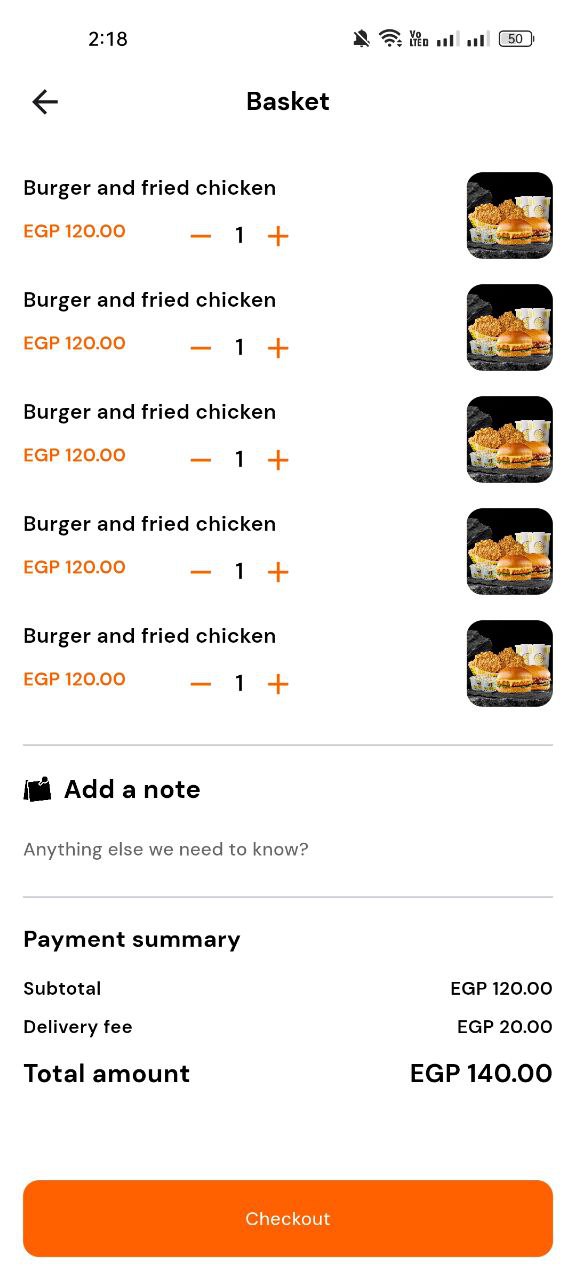 2:18
Vo
LTE
50
Basket
Burger and fried chicken
EGP 120.00
1
Burger and fried chicken
EGP 120.00
1
Burger and fried chicken
EGP 120.00
1
Burger and fried chicken
EGP 120.00
1
Burger and fried chicken
EGP 120.00
1
Add a note
Anything else we need to know?
Payment summary
Subtotal EGP 120.00
Delivery fee EGP 20.00
Total amount EGP 140.00
Checkout